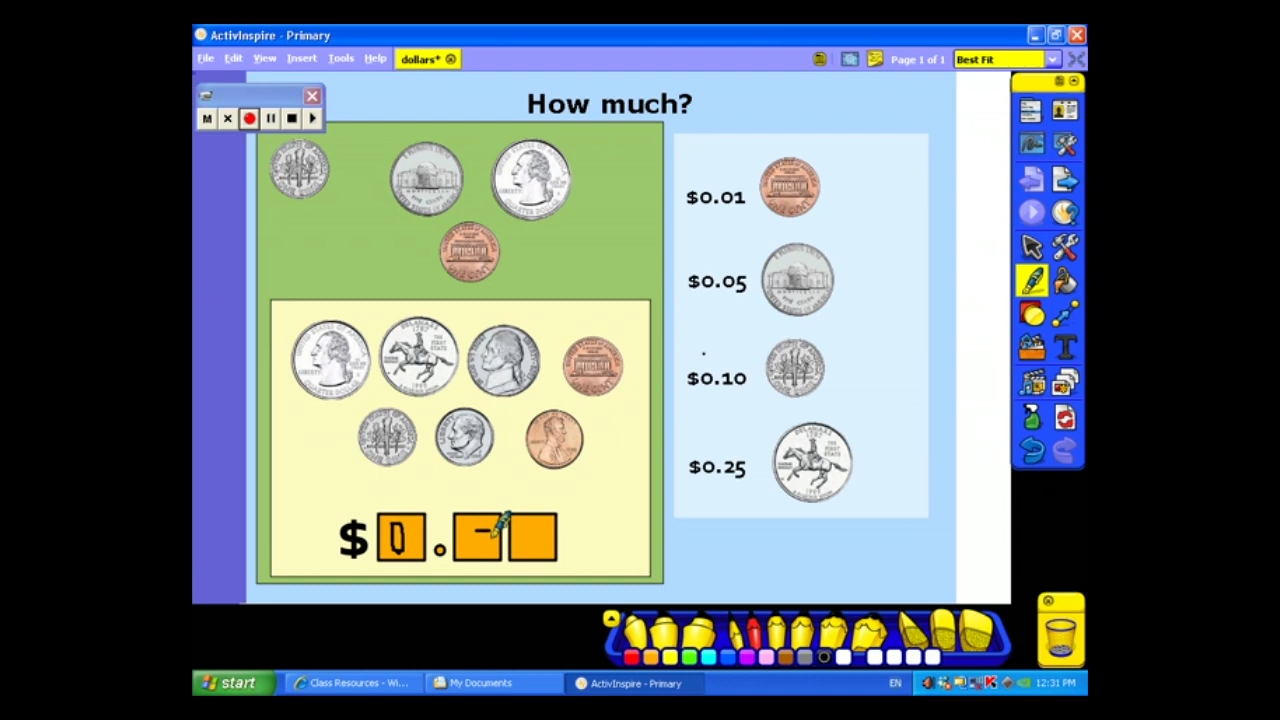 ActivInspire - Primary
File Edit View Insert Tools Help dollars* Page 1 of 1 Best Fit
M
How much?
$0.01
$0.05
$0.10
$0.25
$ 0 .
T
start Class Resources - Wi... My Documents ActivInspire - Primary EN 12:31 PM